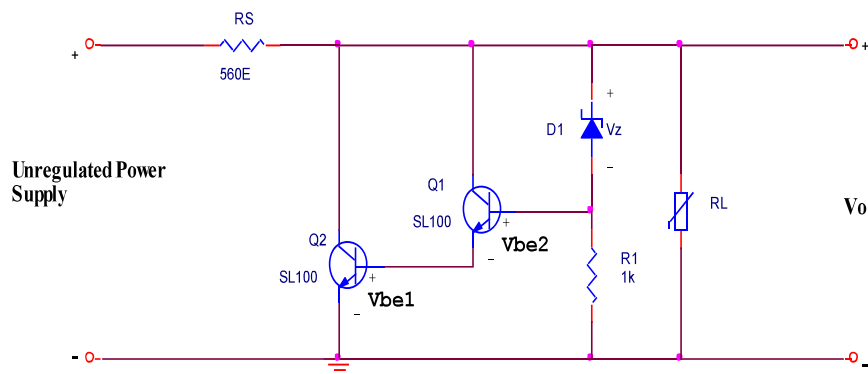 RS
+
+
560E
+
D1
Vz
-
Unregulated Power
Supply
Q1
RL
Vo
SL100
+
Vbe2
Q2
-
R1
1k
SL100
+
Vbe1
-
-
-